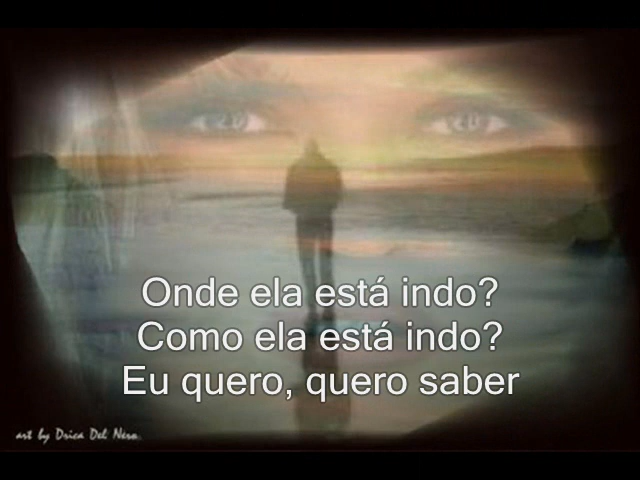 Onde ela está indo?
Como ela está indo?
Eu quero, quero saber
art by Drica Del Nero